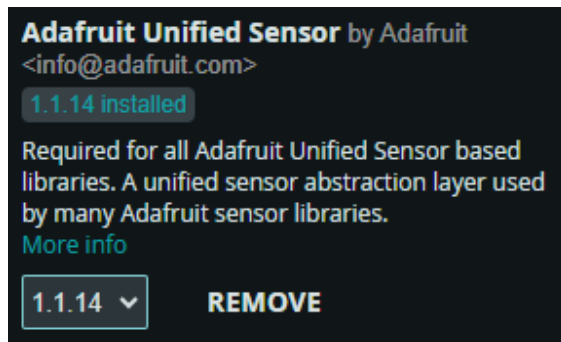 Adafruit Unified Sensor by Adafruit
<info@adafruit.com>
1.1.14 installed
Required for all Adafruit Unified Sensor based
libraries. A unified sensor abstraction layer used
by many Adafruit sensor libraries.
More info
1.1.14 REMOVE